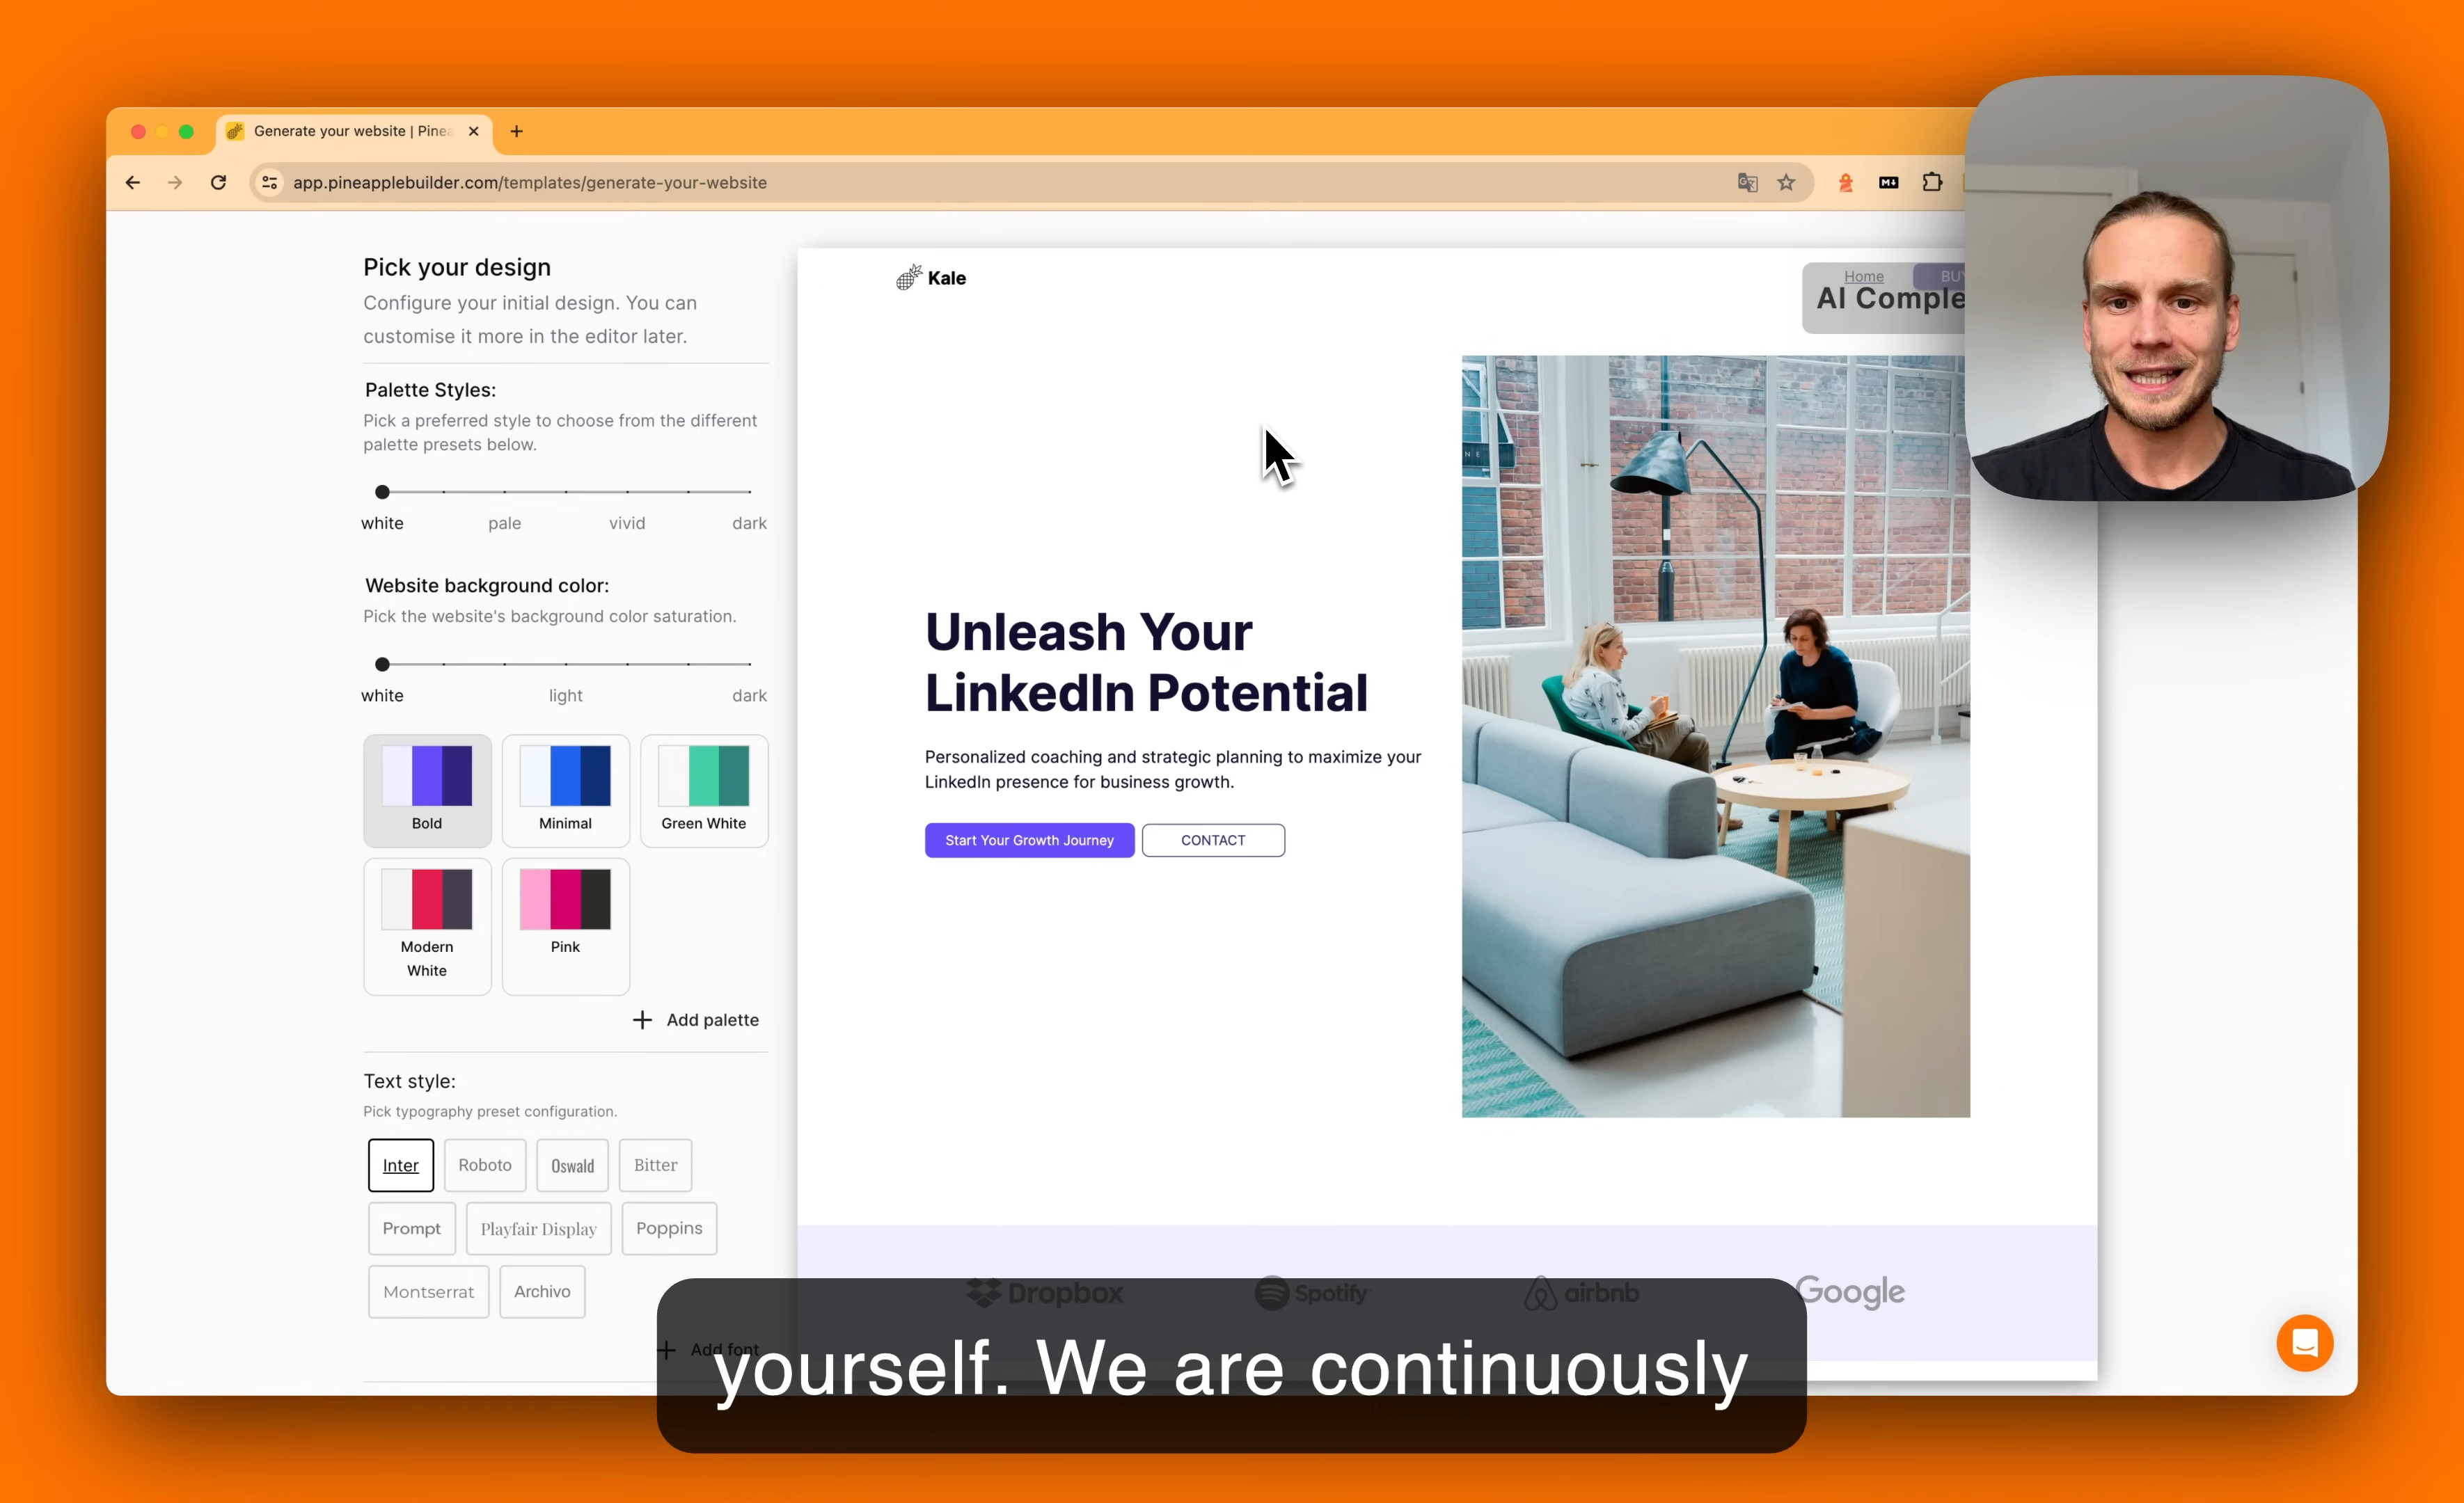 Generate your website | Pinea
app.pineapplebuilder.com/templates/generate-your-website
Pick your design
Configure your initial design. You can
customise it more in the editor later.
Palette Styles:
Pick a preferred style to choose from the different
palette presets below.
white pale vivid dark
Website background color:
Pick the website's background color saturation.
white light dark
Bold Minimal Green White
Modern
White
Pink
Add palette
Text style:
Pick typography preset configuration.
Inter Roboto Oswald Bitter
Prompt Playfair Display Poppins
Montserrat Archivo
Add font
Kale
Home BUY
AI Comple
Unleash Your
LinkedIn Potential
Personalized coaching and strategic planning to maximize your
LinkedIn presence for business growth.
Start Your Growth Journey CONTACT
Dropbox Spotify airbnb Google
yourself. We are continuously